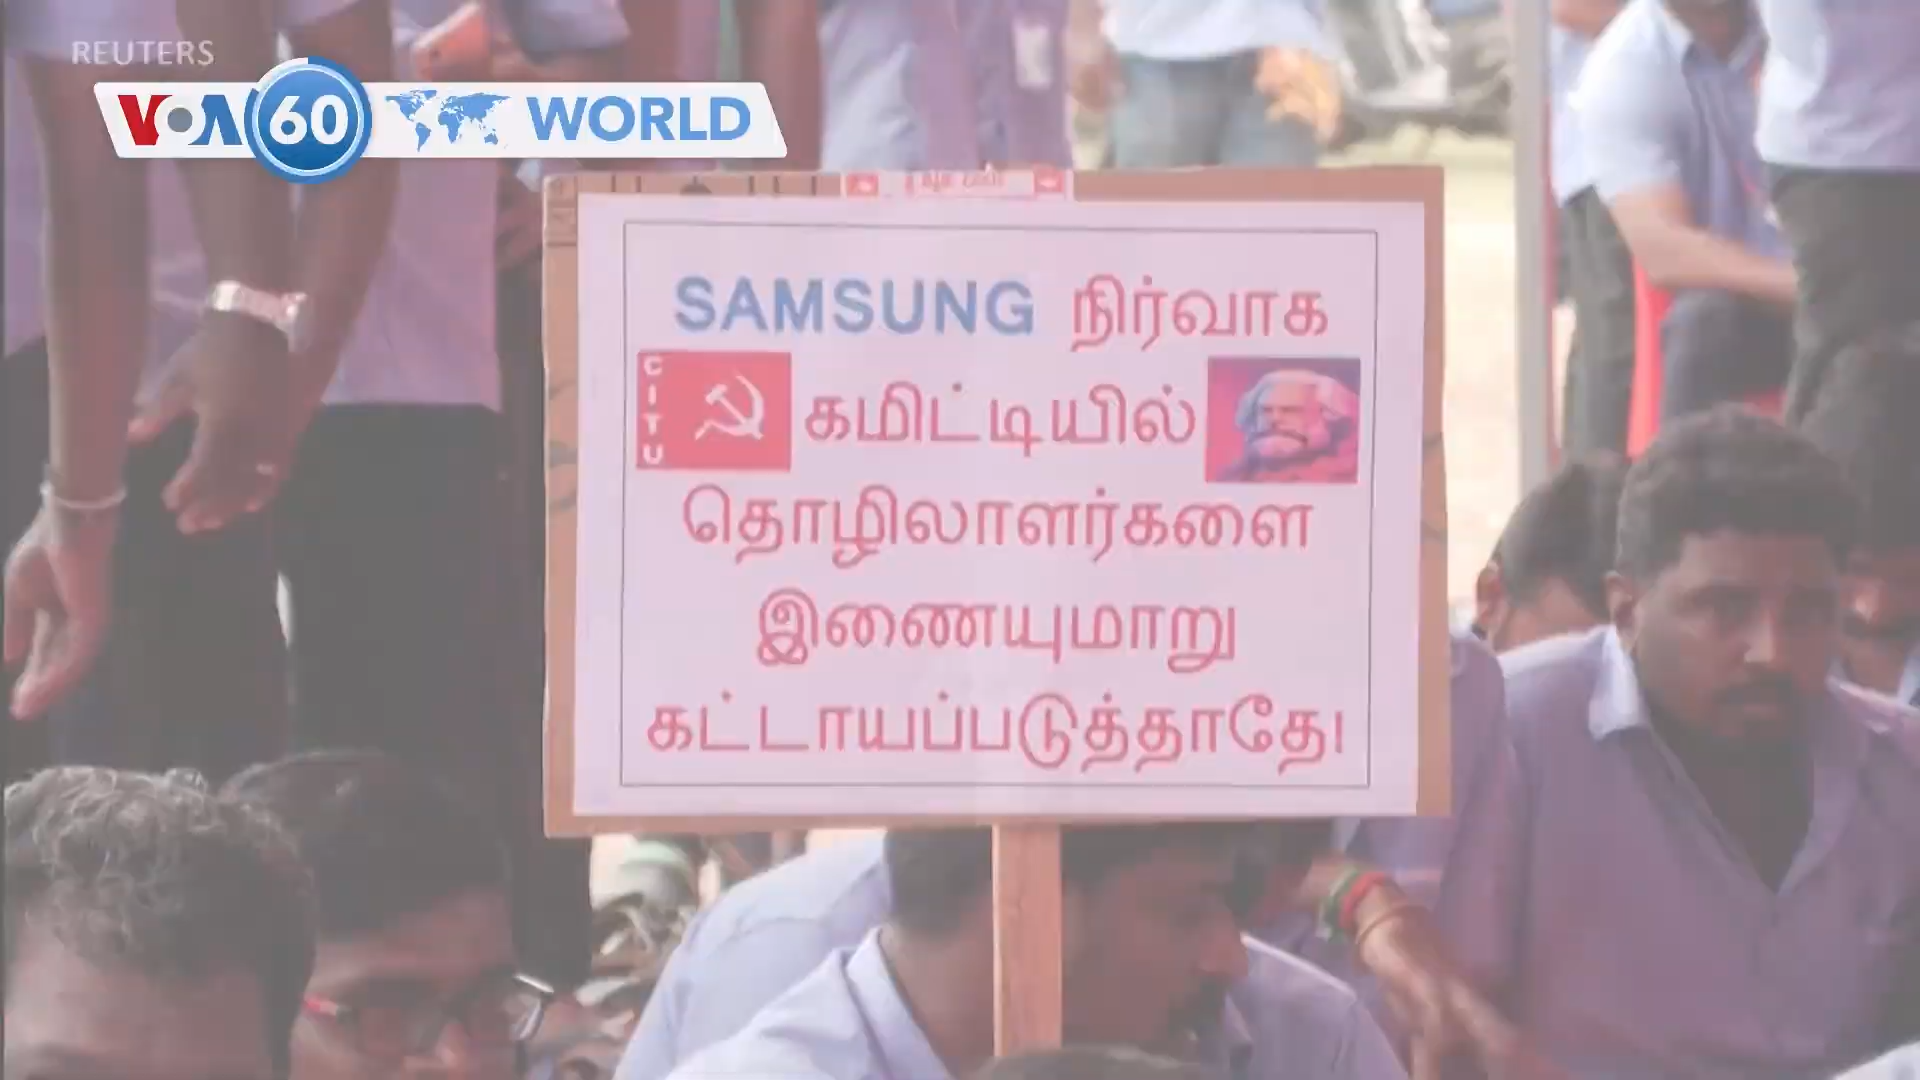 REUTERS
VOA 60 WORLD
SAMSUNG நிர்வாக
CITU
கமிட்டியில்
தொழிலாளர்களை
இணையுமாறு
கட்டாயப்படுத்தாதே!